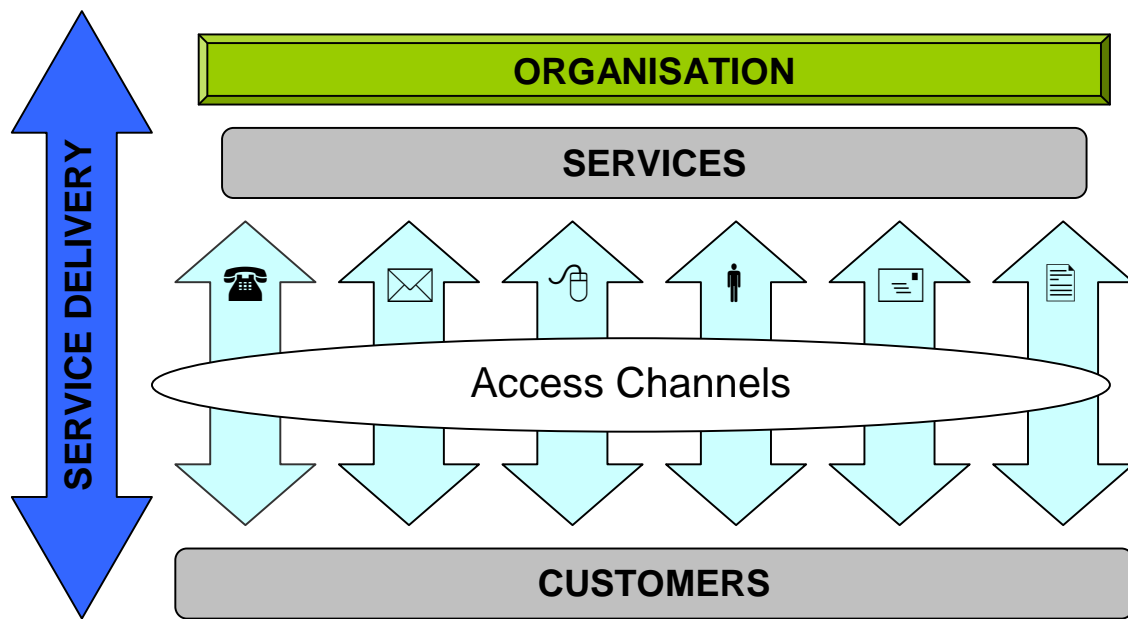 ORGANISATION
SERVICES
SERVICE DELIVERY
Access Channels
CUSTOMERS